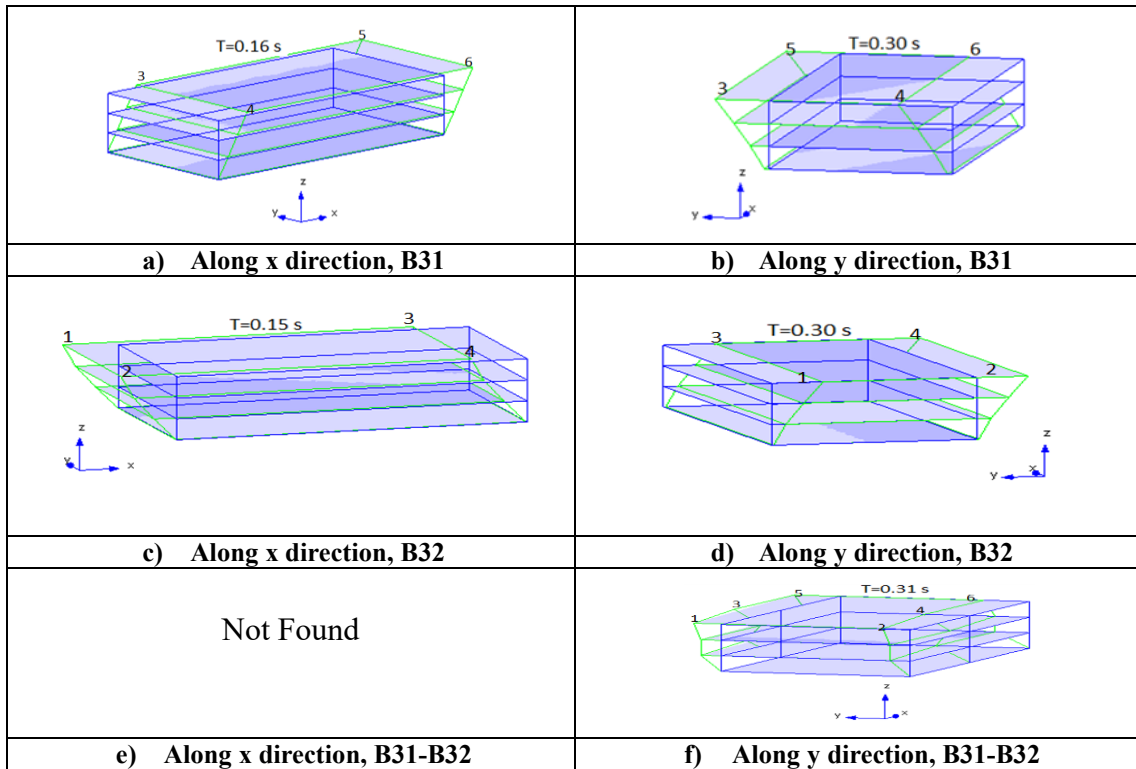 T=0.16 s
5
6
3
4
z
y
x
a) Along x direction, B31
T=0.30 s
5
6
3
4
z
x
y
b) Along y direction, B31
T=0.15 s
1
3
4
2
z
y
x
c) Along x direction, B32
T=0.30 s
3
4
1
2
z
x
y
d) Along y direction, B32
Not Found
e) Along x direction, B31-B32
T=0.31 s
5
6
3
4
1
2
z
y
x
f) Along y direction, B31-B32